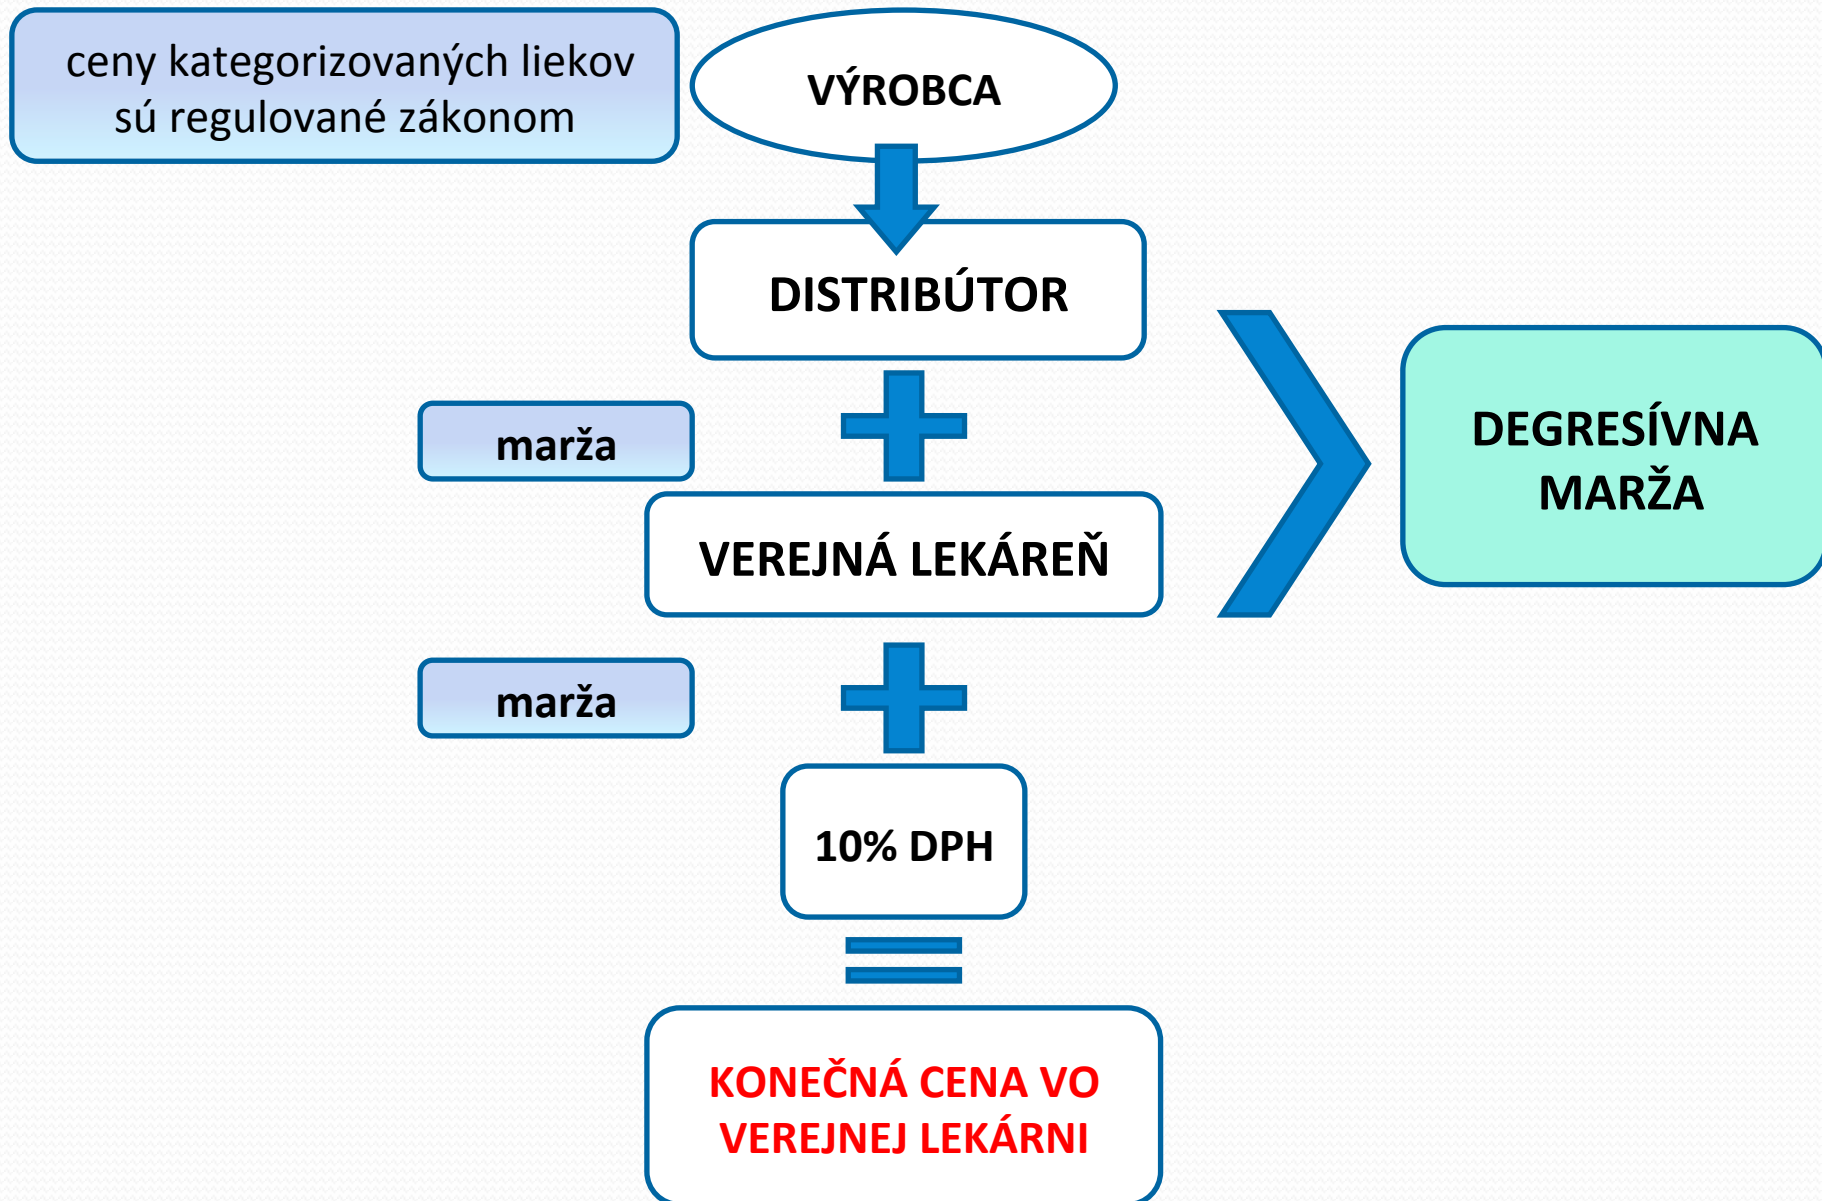 ceny kategorizovaných liekov
sú regulované zákonom
VÝROBCA
DISTRIBÚTOR
marža
VEREJNÁ LEKÁREŇ
DEGRESÍVNA
MARŽA
marža
10% DPH
KONEČNÁ CENA VO
VEREJNEJ LEKÁRNI